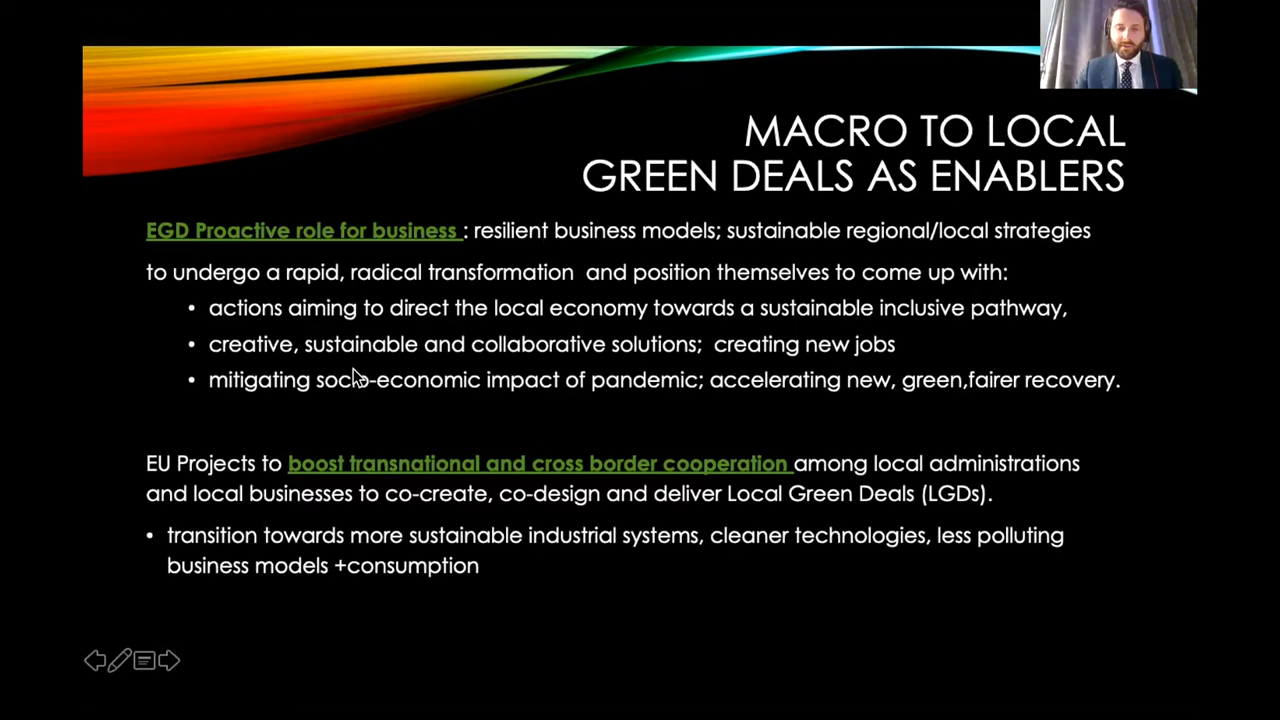 MACRO TO LOCAL
GREEN DEALS AS ENABLERS
EGD Proactive role for business : resilient business models; sustainable regional/local strategies
to undergo a rapid, radical transformation and position themselves to come up with:
• actions aiming to direct the local economy towards a sustainable inclusive pathway,
• creative, sustainable and collaborative solutions; creating new jobs
• mitigating socio-economic impact of pandemic; accelerating new, green,fairer recovery.
EU Projects to boost transnational and cross border cooperation among local administrations
and local businesses to co-create, co-design and deliver Local Green Deals (LGDs).
• transition towards more sustainable industrial systems, cleaner technologies, less polluting
business models +consumption